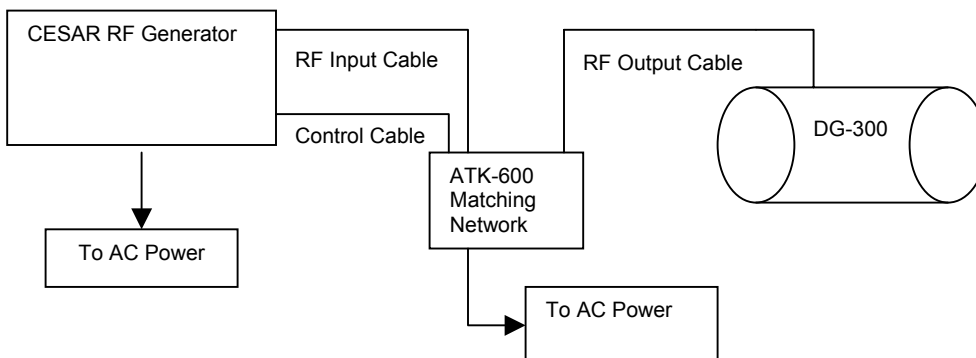 CESAR RF Generator
RF Input Cable
RF Output Cable
DG-300
Control Cable
ATK-600
Matching
Network
To AC Power
To AC Power